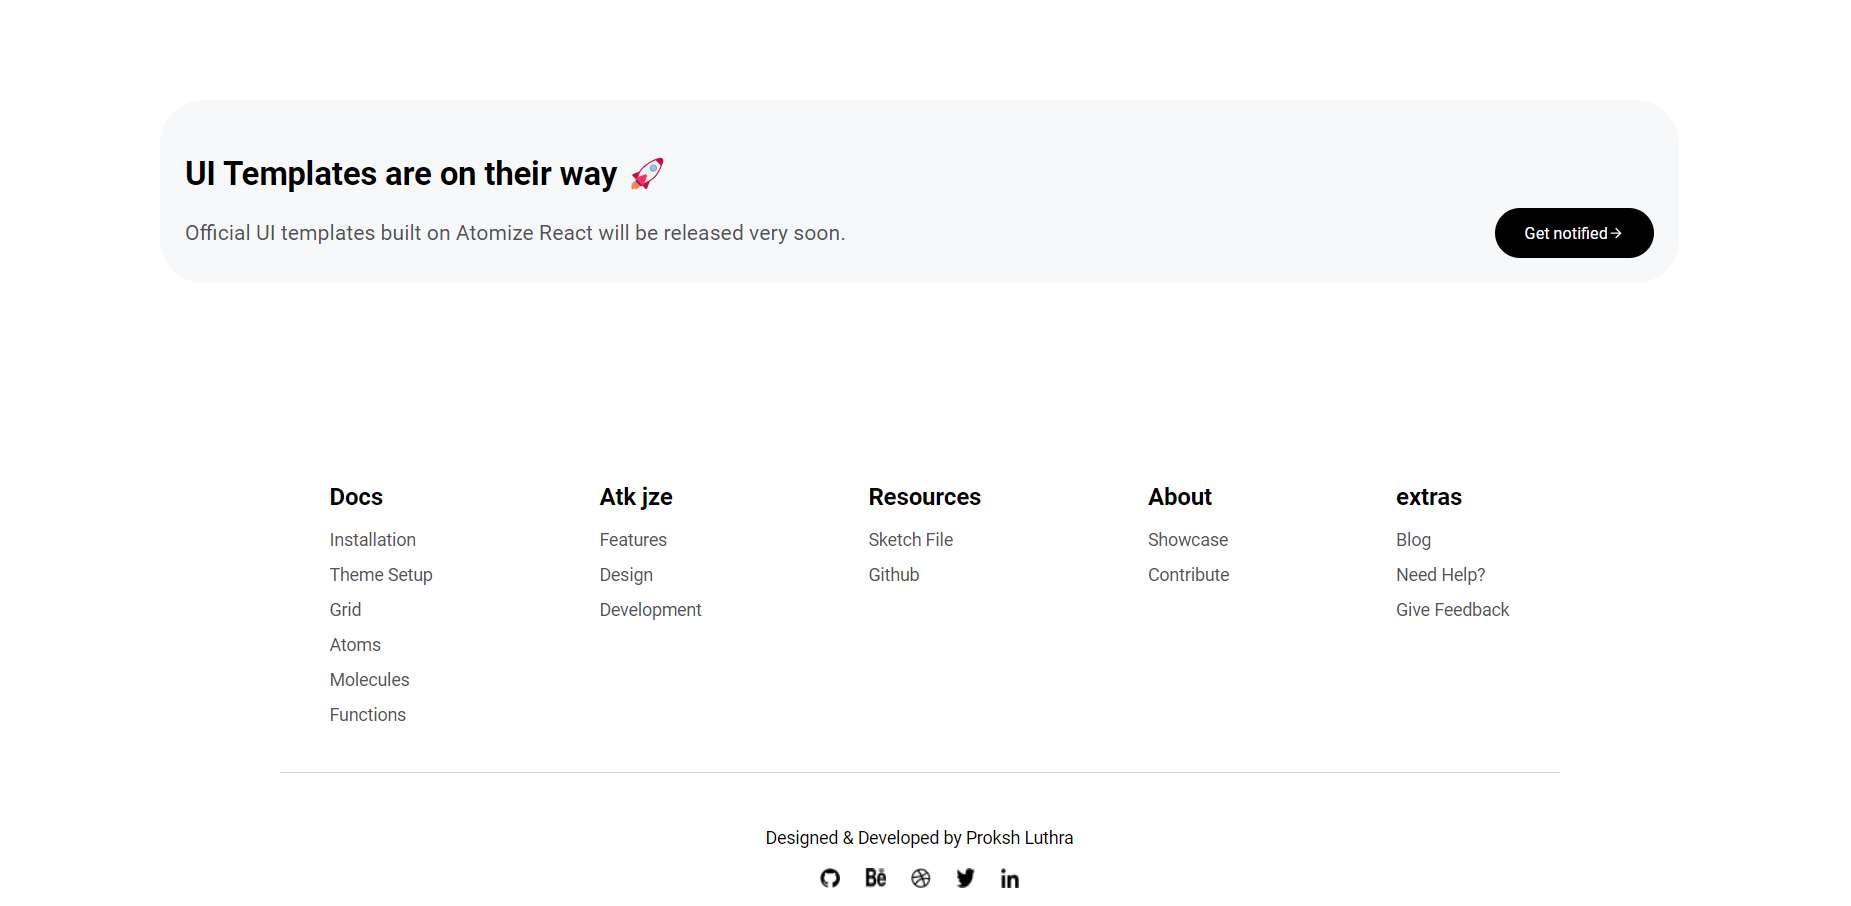 UI Templates are on their way 🚀
Official UI templates built on Atomize React will be released very soon.
Get notified→
Docs
Installation
Theme Setup
Grid
Atoms
Molecules
Functions
Atk jze
Features
Design
Development
Resources
Sketch File
Github
About
Showcase
Contribute
extras
Blog
Need Help?
Give Feedback
Designed & Developed by Proksh Luthra